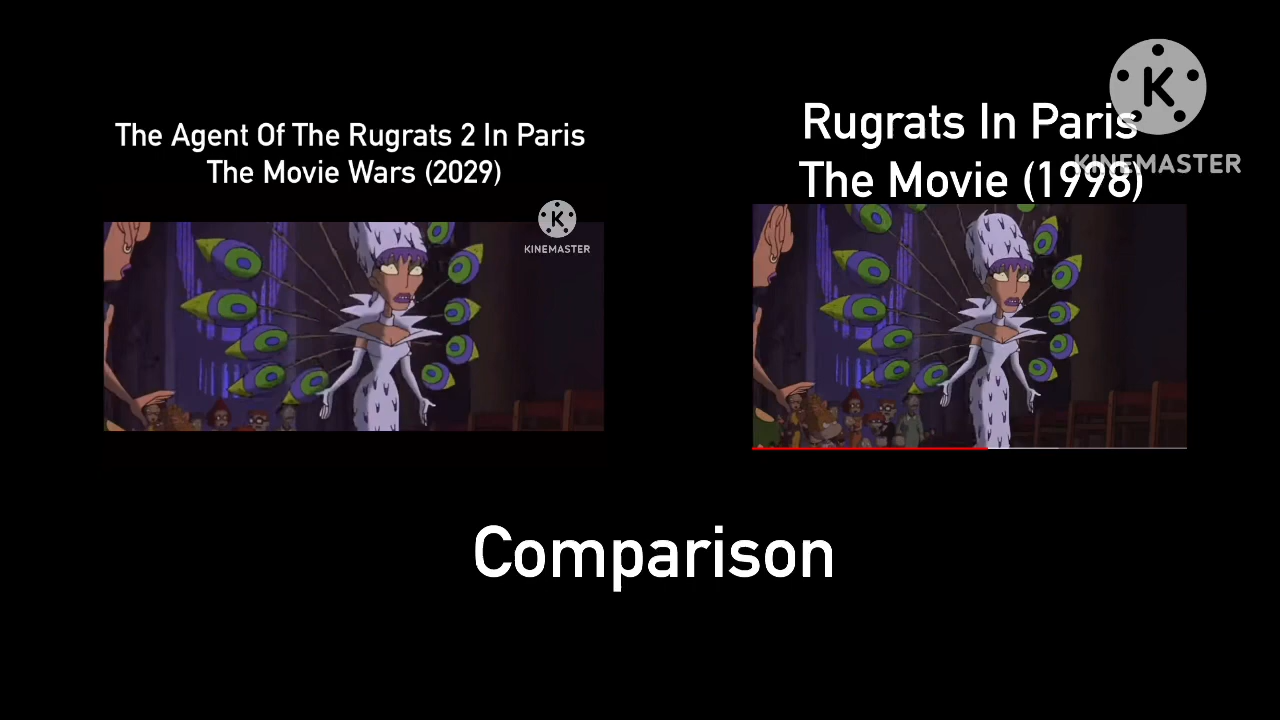 The Agent Of The Rugrats 2 In Paris
The Movie Wars (2029)
KINEMASTER
Rugrats In Paris
The Movie (1998)
K
KINEMASTER
K
Comparison